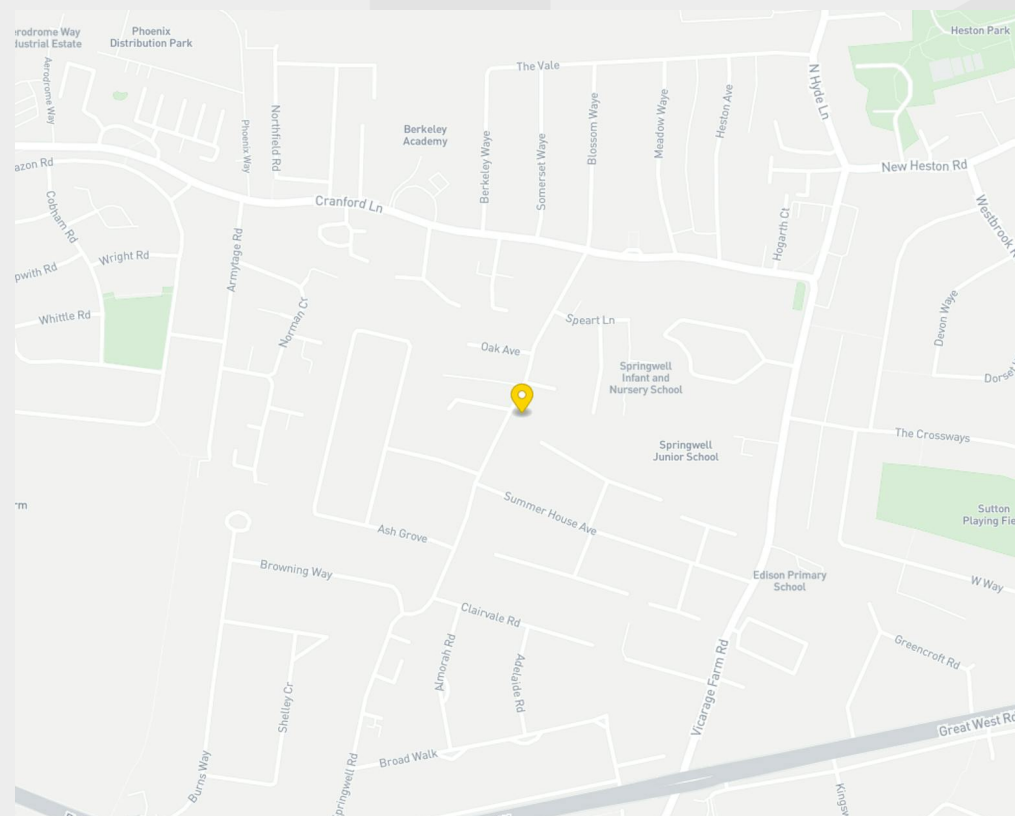 erodrome Way
dustrial Estate
Phoenix
Distribution Park
Heston Park
Aerodrome Way
The Vale
N Hyde Ln
Northfield Rd
Phoenix Way
Berkeley
Academy
Berkeley Waye
Somerset Waye
Blossom Waye
Meadow Waye
Heston Ave
New Heston Rd
azon Rd
Cranford Ln
Cobham Rd
Hogarth Ct
Westbrook
Armytage Rd
Wright Rd
pwith Rd
Whittle Rd
Norman Cr
Speart Ln
Devon Waye
Oak Ave
Springwell
Infant and
Nursery School
Dorset
The Crossways
Springwell
Junior School
rm
Summer House Ave
Sutton
Playing Fie
Ash Grove
Browning Way
Edison Primary
School
W Way
Clairvale Rd
Almorah Rd
Adelaide Rd
Greencroft Rd
Vicarage Farm Rd
Shelley Cr
Great West Rd
Burns Way
Springwell Rd
Broad Walk
Kingsw